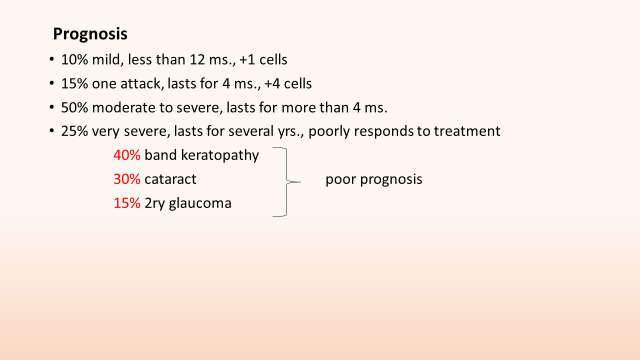 Prognosis
• 10% mild, less than 12 ms., +1 cells
• 15% one attack, lasts for 4 ms., +4 cells
• 50% moderate to severe, lasts for more than 4 ms.
• 25% very severe, lasts for several yrs., poorly responds to treatment
40% band keratopathy
30% cataract poor prognosis
15% 2ry glaucoma